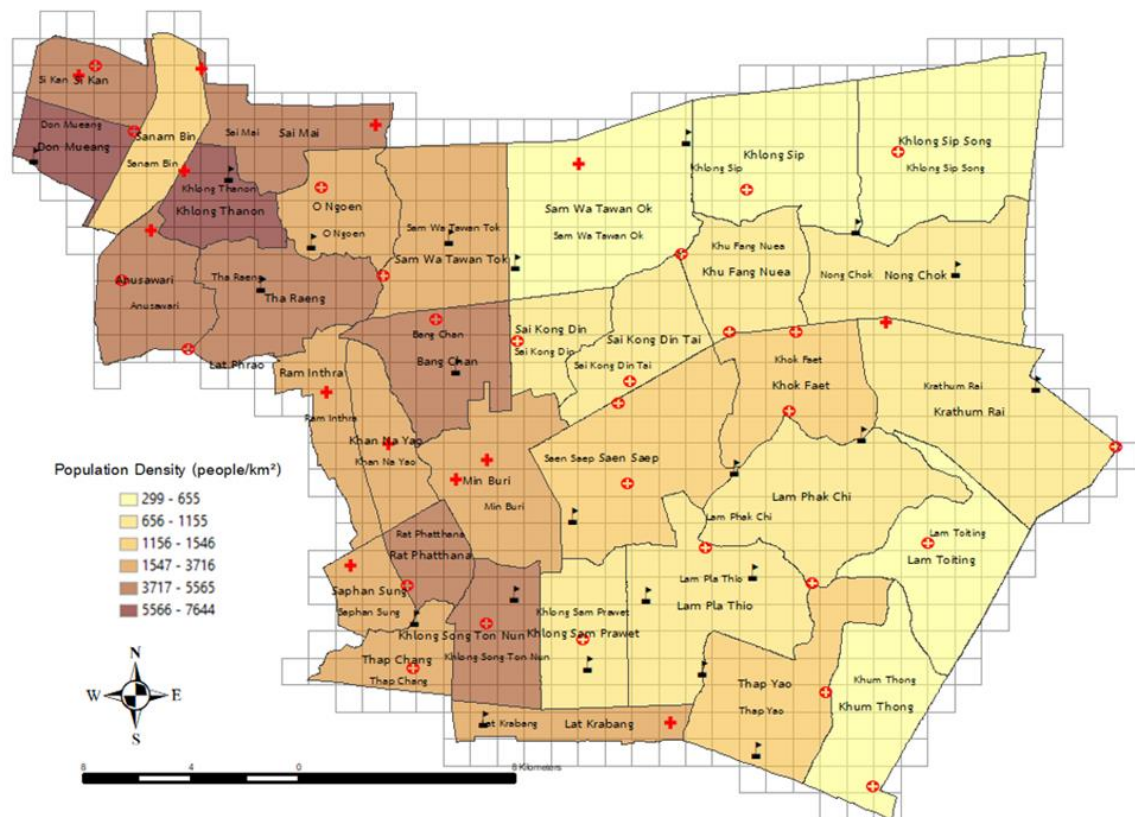 Si Kan
Si Kan
Don Mueang
Don Mueang
Sanam Bin
Sanam Bin
Sai Mai
Sai Mai
Khlong Thanon
Khlong Thanon
O Ngoen
O Ngoen
Sam Wa Tawan Tok
Sam Wa Tawan Tok
Sam Wa Tawan Ok
Sam Wa Tawan Ok
Khlong Sip
Khlong Sip
Khlong Sip Song
Khlong Sip Song
Khu Fang Nuea
Khu Fang Nuea
Nong Chok
Nong Chok
Anusawari
Anusawari
Tha Raeng
Tha Raeng
Lat Phrao
Ram Inthra
Ram Inthra
Bang Chan
Bang Chan
Sai Kong Din
Sai Kong Din
Sai Kong Din Tai
Sai Kong Din Tai
Khok Faet
Khok Faet
Krathum Rai
Krathum Rai
Khan Na Yao
Khan Na Yao
Min Buri
Min Buri
Saen Saep
Saen Saep
Lam Phak Chi
Lam Phak Chi
Population Density (people/km²)
299 - 655
656 - 1155
1156 - 1546
1547 - 3716
3717 - 5565
5566 - 7644
Rat Phatthana
Rat Phatthana
Lam Toiting
Lam Toiting
Saphan Sung
Saphan Sung
Lam Pla Thio
Lam Pla Thio
Khlong Sam Prawet
Khlong Sam Prawet
Khlong Song Ton Nun
Khlong Song Ton Nun
Thap Chang
Thap Chang
Thap Yao
Thap Yao
Khum Thong
Khum Thong
Lat Krabang
Lat Krabang
N
W E
S
8 4 0 8 Kilometers